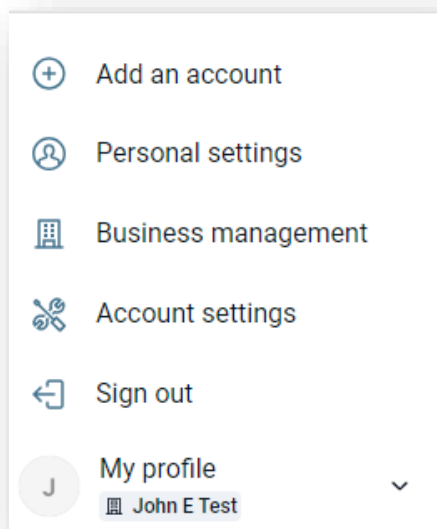 Add an account
Personal settings
Business management
Account settings
Sign out
My profile
J
John E Test